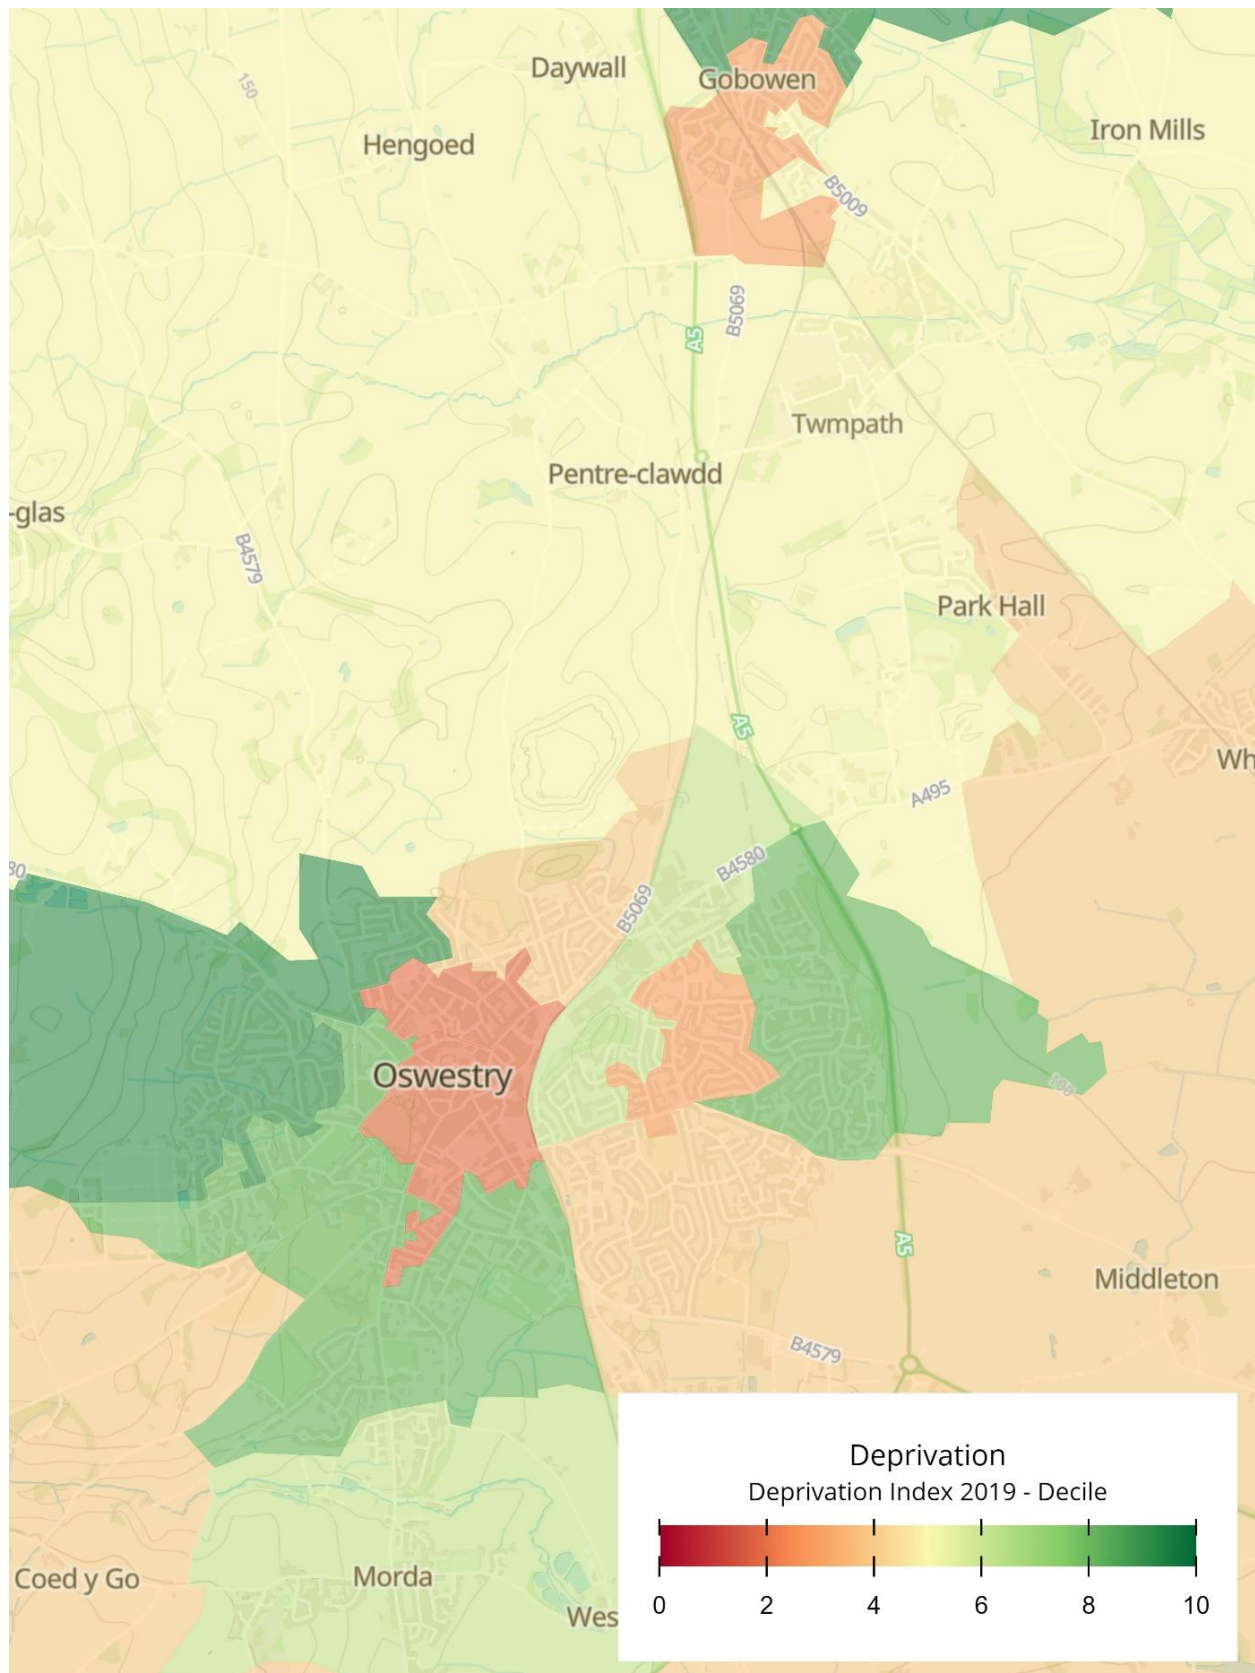 Daywall
Gobowen
150
Iron Mills
Hengoed
B5009
B5069
A5
Twmpath
Pentre-clawdd
-glas
B4579
Park Hall
A5
Wh
A495
B4580
80
B5069
Oswestry
100
A5
Middleton
B4579
Deprivation
Deprivation Index 2019 - Decile
0 2 4 6 8 10
Coed y Go
Morda
Wes